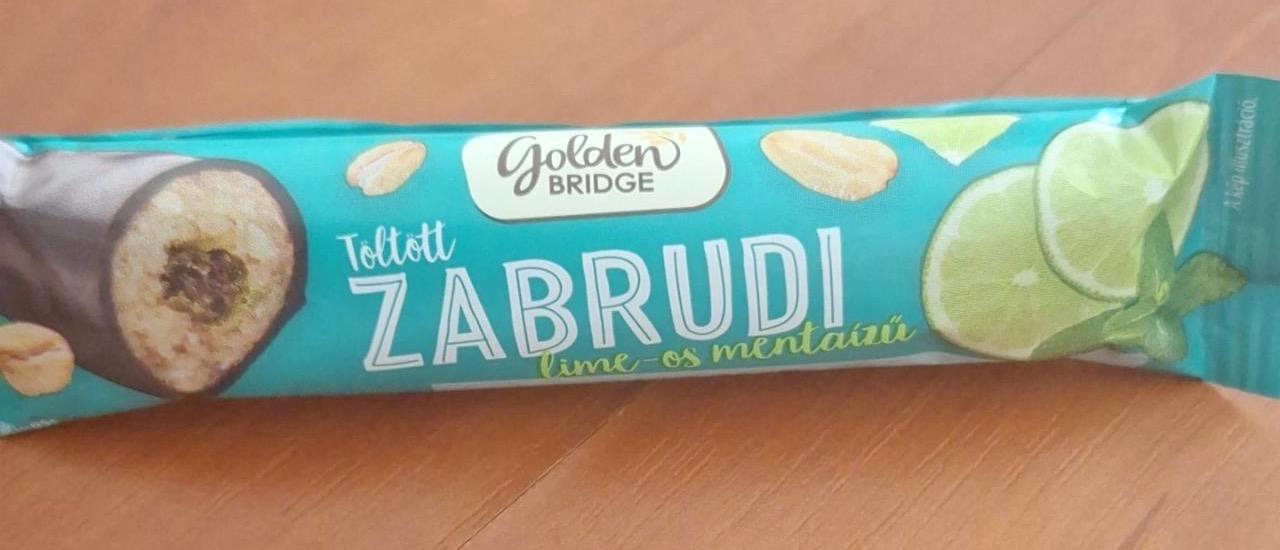 golden
BRIDGE
Töltött
ZABRUDI
lime-os mentaízű
A kép illusztráció.